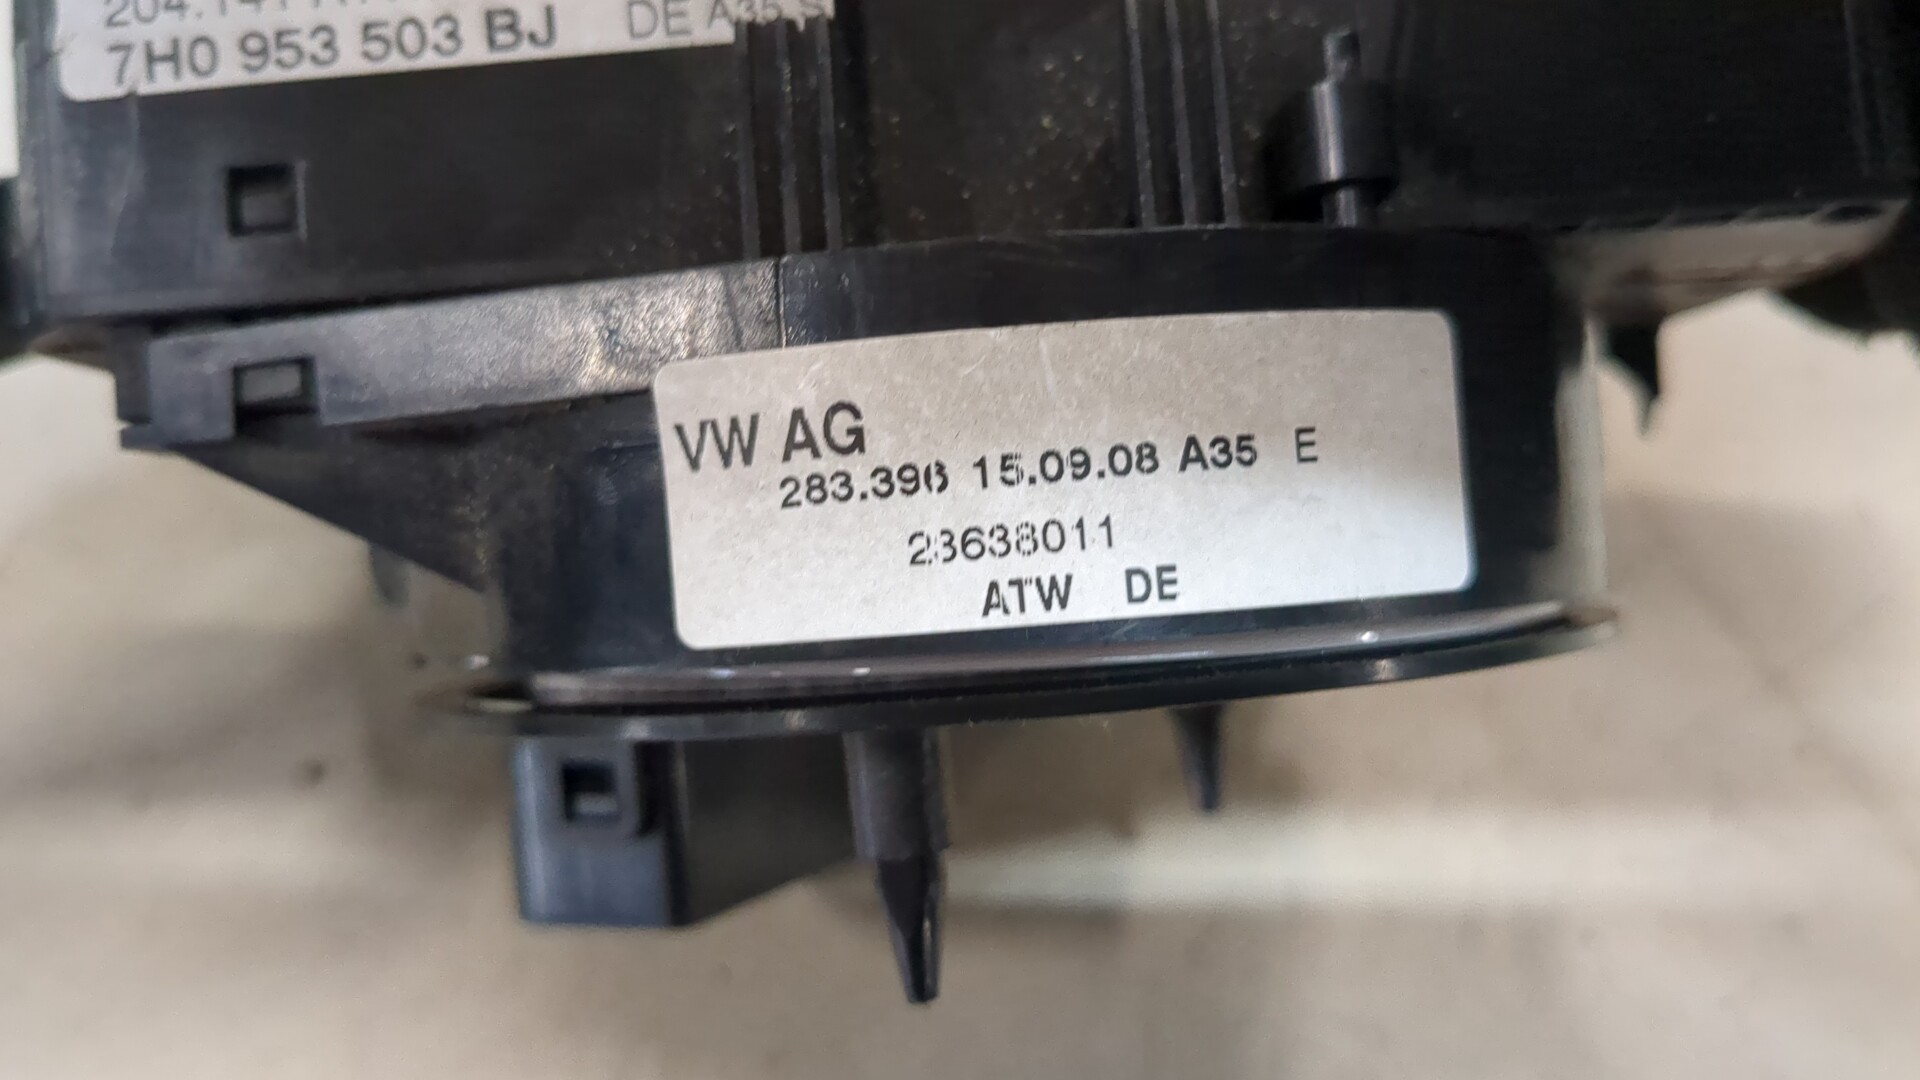 7H0 953 503 BJ DE A35 S
VW AG
283.396 15.09.08 A35 E
23638011
ATW DE